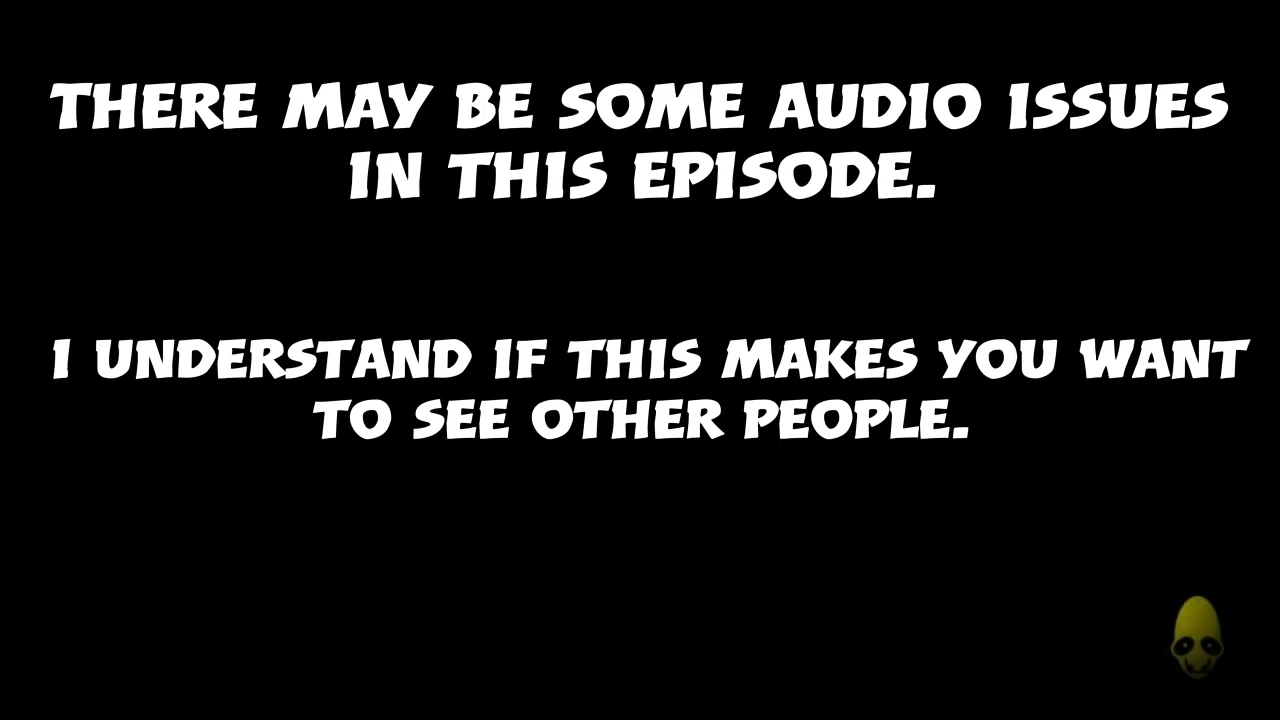 THERE MAY BE SOME AUDIO ISSUES
IN THIS EPISODE.
I UNDERSTAND IF THIS MAKES YOU WANT
TO SEE OTHER PEOPLE.